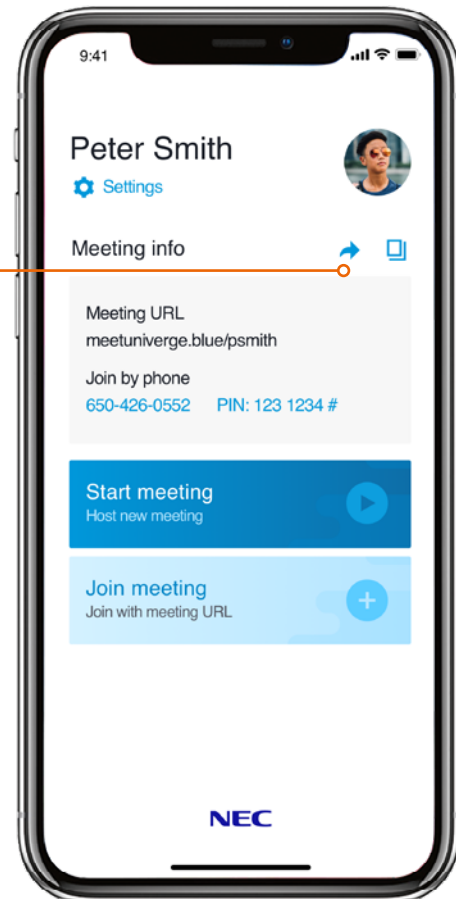 9:41
Peter Smith
Settings
Meeting info
Meeting URL
meetuniverge.blue/psmith
Join by phone
650-426-0552 PIN: 123 1234 #
Start meeting
Host new meeting
Join meeting
Join with meeting URL
NEC